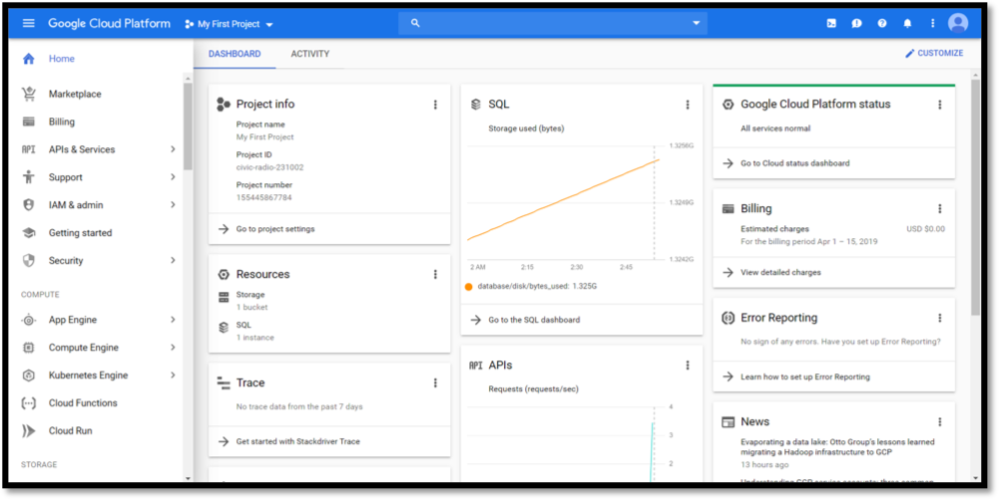 Google Cloud Platform
My First Project
Home
Marketplace
Billing
API APIs & Services
Support
IAM & admin
Getting started
Security
COMPUTE
App Engine
Compute Engine
Kubernetes Engine
Cloud Functions
Cloud Run
STORAGE
DASHBOARD
ACTIVITY
CUSTOMIZE
Project info
Project name
My First Project
Project ID
civic-radio-231002
Project number
155445867784
Go to project settings
Resources
Storage
1 bucket
SQL
1 instance
Trace
No trace data from the past 7 days
Get started with Stackdriver Trace
SQL
Storage used (bytes)
1.3256G
1.3249G
1.3242G
2 AM 2:15 2:30 2:45
database/disk/bytes_used: 1.325G
Go to the SQL dashboard
API APIs
Requests (requests/sec)
4
3
2
Google Cloud Platform status
All services normal
Go to Cloud status dashboard
Billing
Estimated charges USD $0.00
For the billing period Apr 1 – 15, 2019
View detailed charges
Error Reporting
No sign of any errors. Have you set up Error Reporting?
Learn how to set up Error Reporting
News
Evaporating a data lake: Otto Group's lessons learned
migrating a Hadoop infrastructure to GCP
13 hours ago